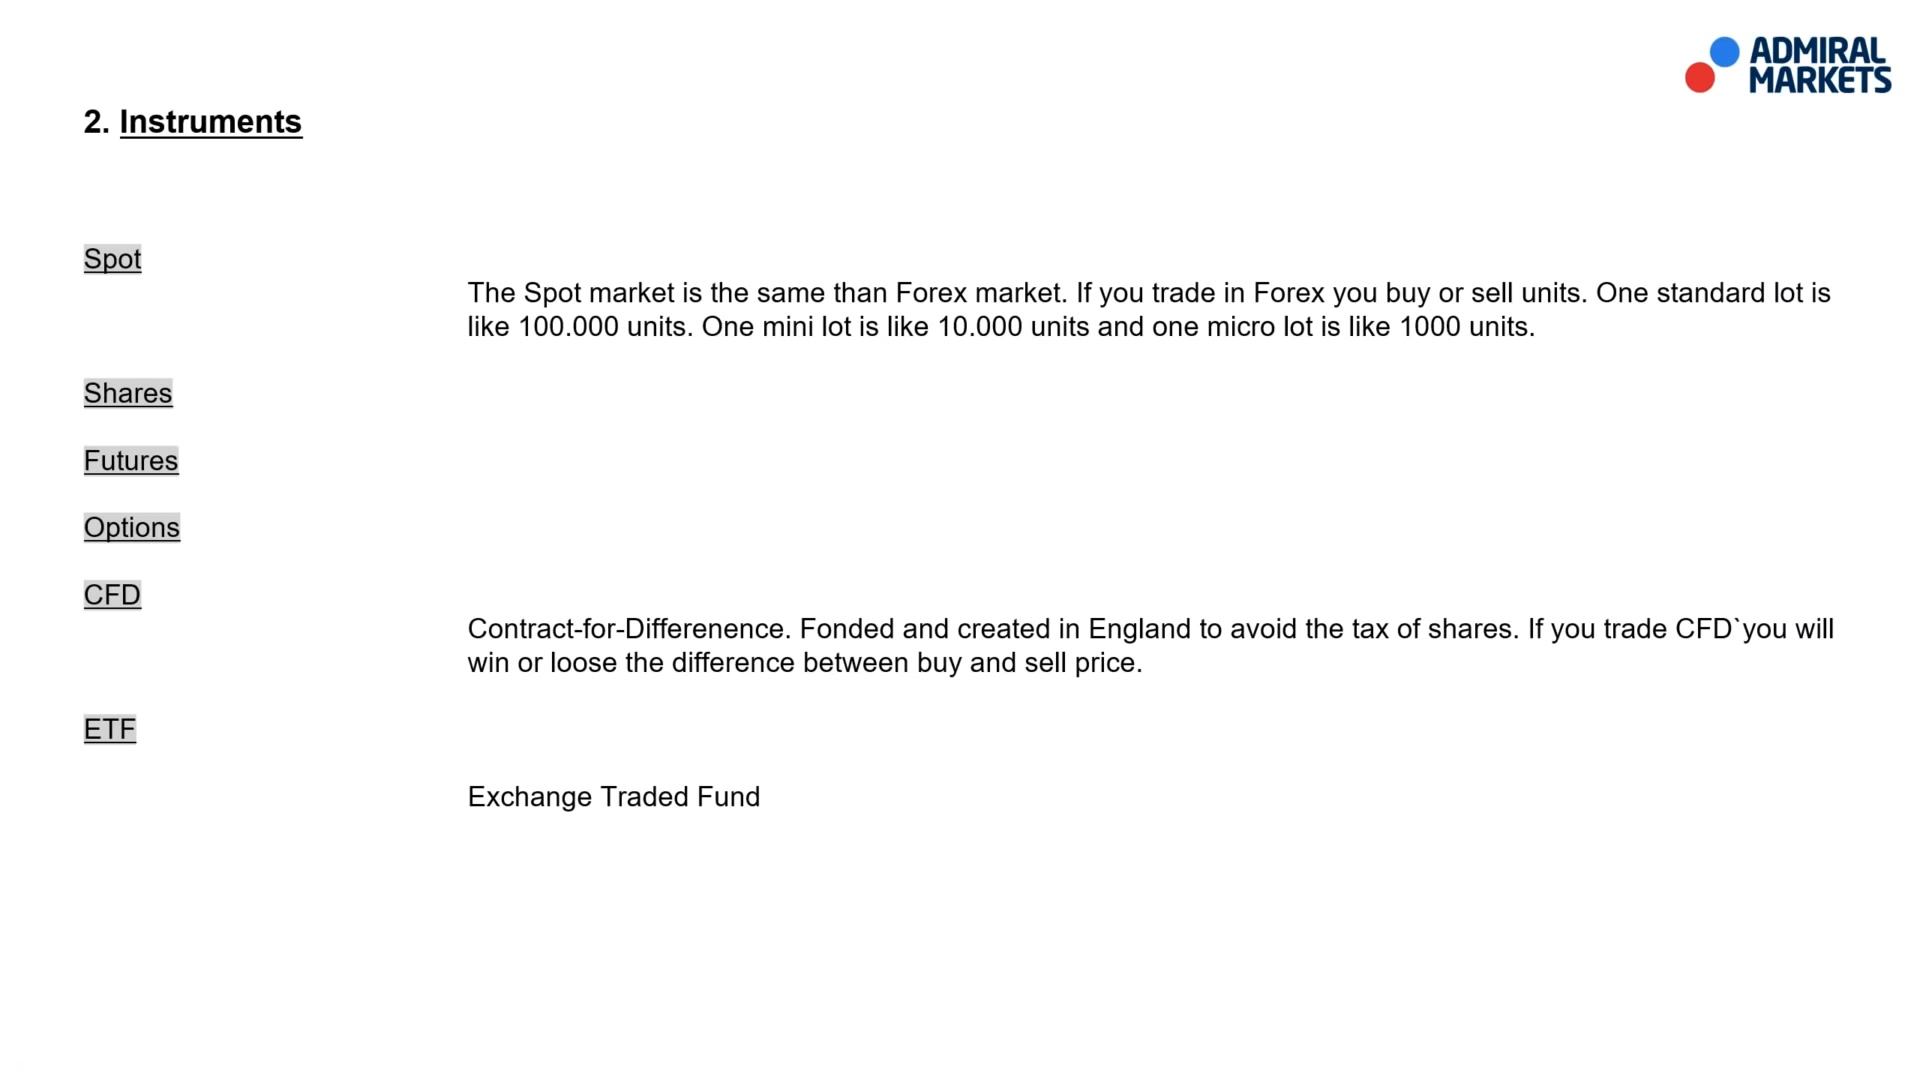 ADMIRAL
MARKETS
2. Instruments
Spot
The Spot market is the same than Forex market. If you trade in Forex you buy or sell units. One standard lot is
like 100.000 units. One mini lot is like 10.000 units and one micro lot is like 1000 units.
Shares
Futures
Options
CFD
Contract-for-Differenence. Fonded and created in England to avoid the tax of shares. If you trade CFD`you will
win or loose the difference between buy and sell price.
ETF
Exchange Traded Fund